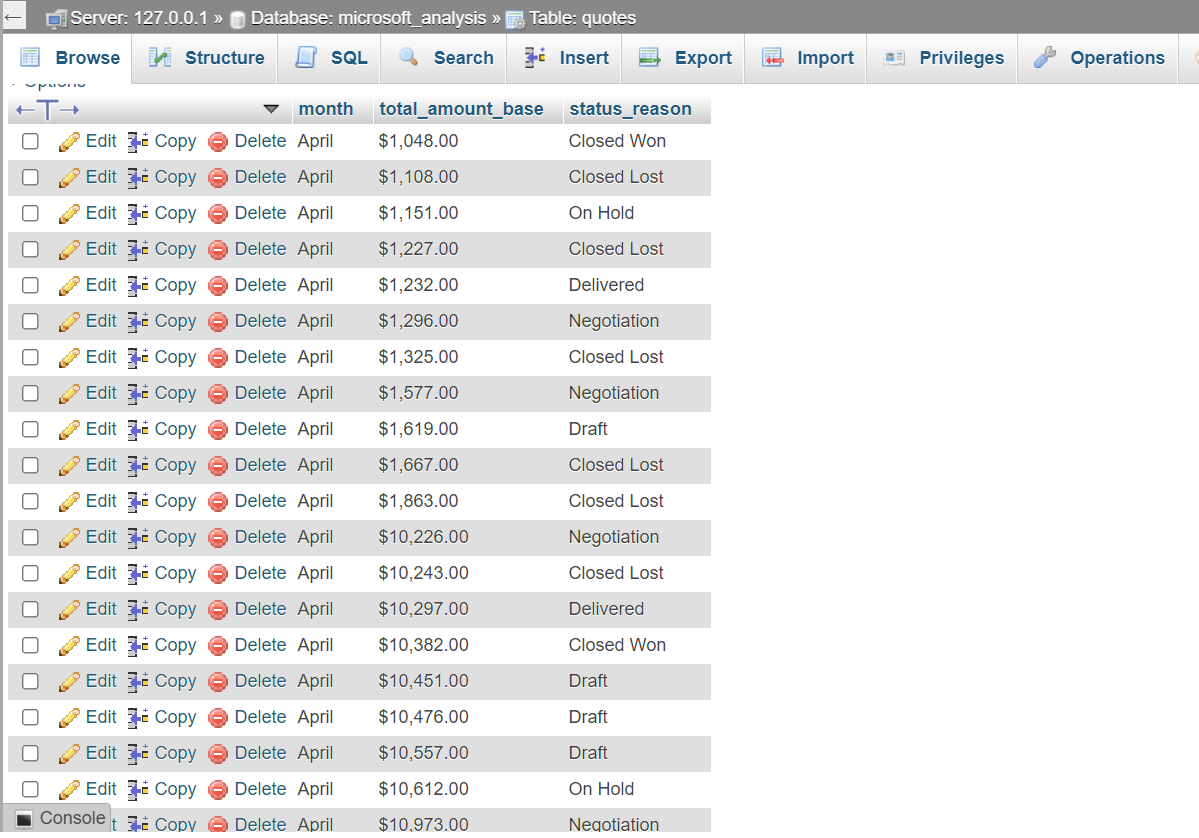 ← Server: 127.0.0.1 » Database: microsoft_analysis » Table: quotes
Browse Structure SQL Search Insert Export Import Privileges Operations
Options
←T→ month total_amount_base status_reason
Edit Copy Delete April $1,048.00 Closed Won
Edit Copy Delete April $1,108.00 Closed Lost
Edit Copy Delete April $1,151.00 On Hold
Edit Copy Delete April $1,227.00 Closed Lost
Edit Copy Delete April $1,232.00 Delivered
Edit Copy Delete April $1,296.00 Negotiation
Edit Copy Delete April $1,325.00 Closed Lost
Edit Copy Delete April $1,577.00 Negotiation
Edit Copy Delete April $1,619.00 Draft
Edit Copy Delete April $1,667.00 Closed Lost
Edit Copy Delete April $1,863.00 Closed Lost
Edit Copy Delete April $10,226.00 Negotiation
Edit Copy Delete April $10,243.00 Closed Lost
Edit Copy Delete April $10,297.00 Delivered
Edit Copy Delete April $10,382.00 Closed Won
Edit Copy Delete April $10,451.00 Draft
Edit Copy Delete April $10,476.00 Draft
Edit Copy Delete April $10,557.00 Draft
Edit Copy Delete April $10,612.00 On Hold
Console t Copy Delete April $10,973.00 Negotiation